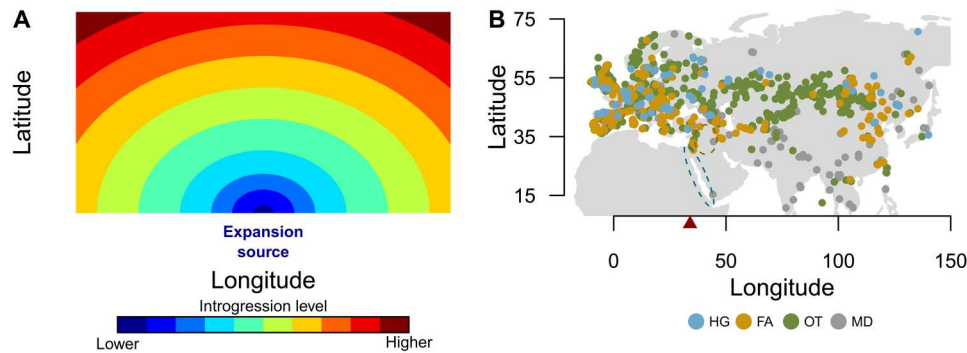 A
Latitude
Expansion
source
Longitude
Introgression level
Lower
Higher
B
Latitude
75
55
35
15
0
50
100
150
Longitude
HG
FA
OT
MD